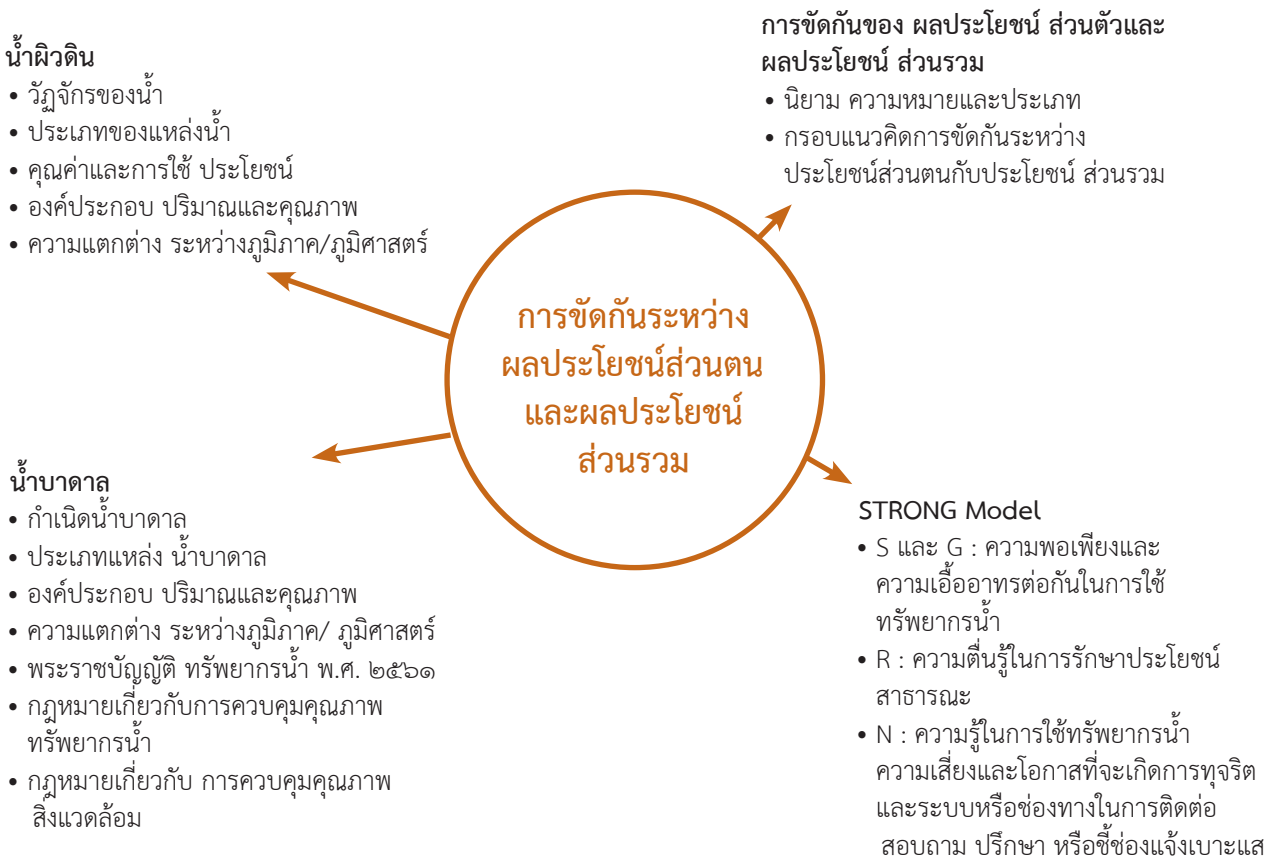 น้ำผิวดิน
• วัฏจักรของน้ำ
• ประเภทของแหล่งน้ำ
• คุณค่าและการใช้ ประโยชน์
• องค์ประกอบ ปริมาณและคุณภาพ
• ความแตกต่าง ระหว่างภูมิภาค/ภูมิศาสตร์
การขัดกันของ ผลประโยชน์ ส่วนตัวและ
ผลประโยชน์ ส่วนรวม
• นิยาม ความหมายและประเภท
• กรอบแนวคิดการขัดกันระหว่าง
ประโยชน์ส่วนตนกับประโยชน์ ส่วนรวม
การขัดกันระหว่าง
ผลประโยชน์ส่วนตน
และผลประโยชน์
ส่วนรวม
น้ำบาดาล
• กำเนิดน้ำบาดาล
• ประเภทแหล่ง น้ำบาดาล
• องค์ประกอบ ปริมาณและคุณภาพ
• ความแตกต่าง ระหว่างภูมิภาค/ ภูมิศาสตร์
• พระราชบัญญัติ ทรัพยากรน้ำ พ.ศ. ๒๕๖๑
• กฎหมายเกี่ยวกับการควบคุมคุณภาพ
ทรัพยากรน้ำ
• กฎหมายเกี่ยวกับ การควบคุมคุณภาพ
สิ่งแวดล้อม
STRONG Model
• S และ G : ความพอเพียงและ
ความเอื้ออาทรต่อกันในการใช้
ทรัพยากรน้ำ
• R : ความตื่นรู้ในการรักษาประโยชน์
สาธารณะ
• N : ความรู้ในการใช้ทรัพยากรน้ำ
ความเสี่ยงและโอกาสที่จะเกิดการทุจริต
และระบบหรือช่องทางในการติดต่อ
สอบถาม ปรึกษา หรือชี้ช่องแจ้งเบาะแส